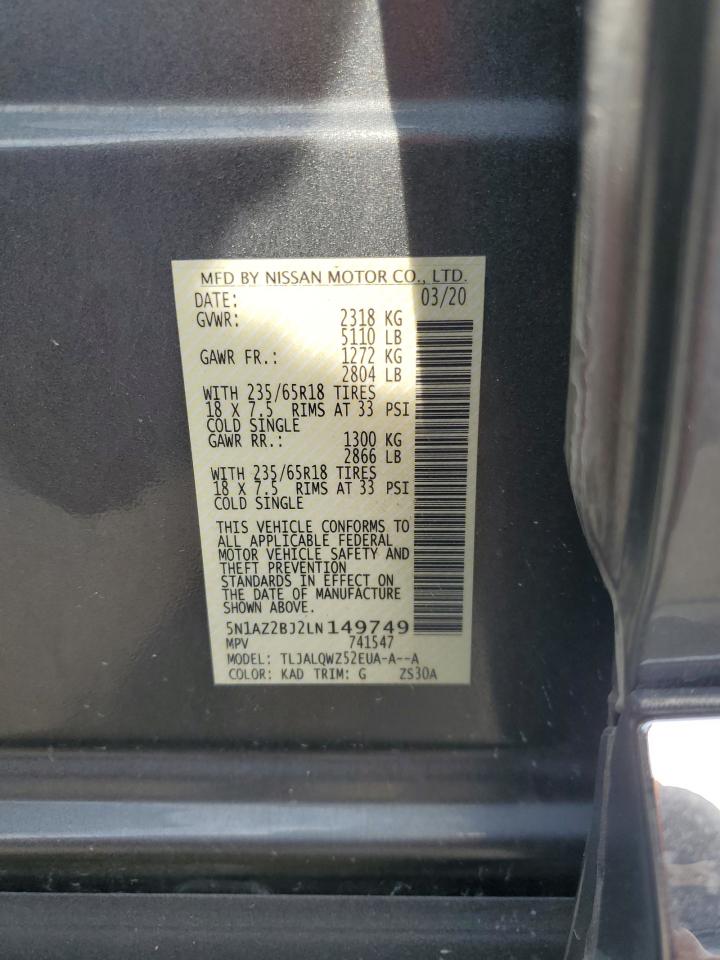 MFD BY NISSAN MOTOR CO., LTD.
DATE: 03/20
GVWR: 2318 KG
5110 LB
GAWR FR.: 1272 KG
2804 LB
WITH 235/65R18 TIRES
18 X 7.5 RIMS AT 33 PSI
COLD SINGLE
GAWR RR.: 1300 KG
2866 LB
WITH 235/65R18 TIRES
18 X 7.5 RIMS AT 33 PSI
COLD SINGLE
THIS VEHICLE CONFORMS TO
ALL APPLICABLE FEDERAL
MOTOR VEHICLE SAFETY AND
THEFT PREVENTION
STANDARDS IN EFFECT ON
THE DATE OF MANUFACTURE
SHOWN ABOVE.
5N1AZ2BJ2LN149749
MPV 741547
MODEL: TLJALQWZ52EUA-A--A
COLOR: KAD TRIM: G ZS30A